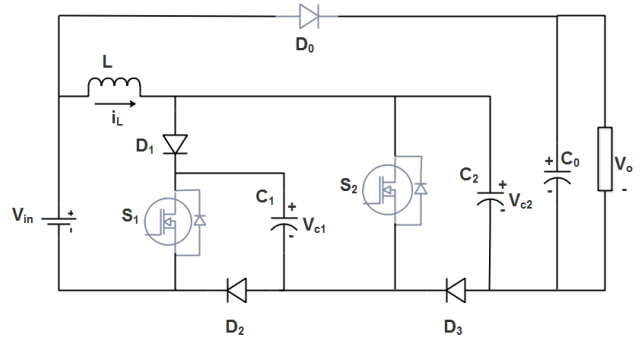 D₀
L
iL
D₁
S₂
C₂
+
+ C₀
Vₒ
C₁
+
+
Vin
+
-
S₁
Vc1
-
Vc2
-
-
-
D₂
D₃